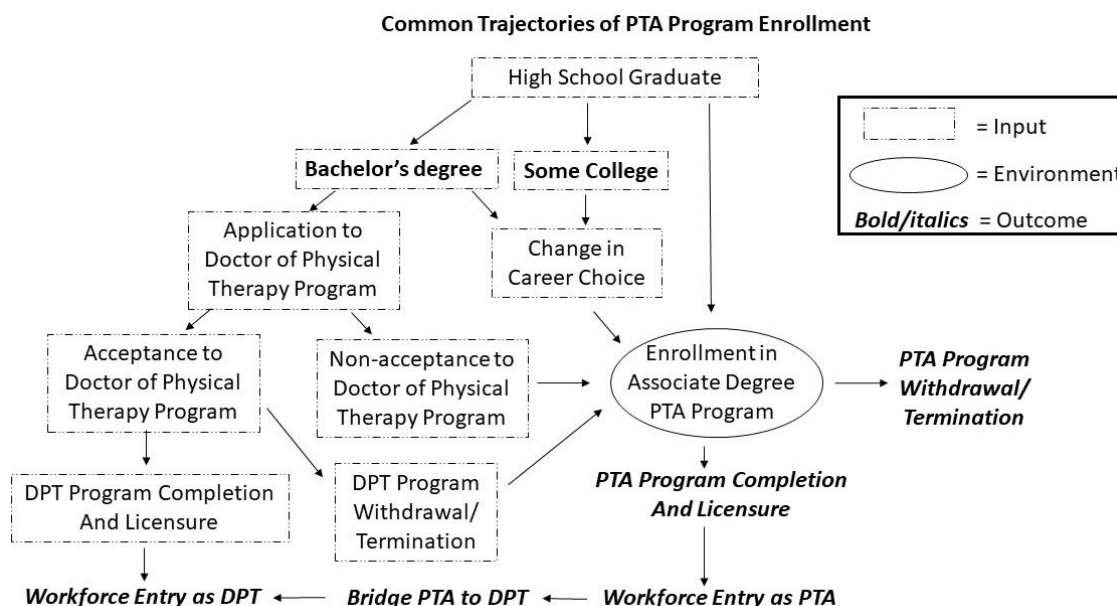 Common Trajectories of PTA Program Enrollment
High School Graduate
= Input
= Environment
Bold/italics = Outcome
Bachelor's degree
Some College
Application to
Doctor of Physical
Therapy Program
Change in
Career Choice
Acceptance to
Doctor of Physical
Therapy Program
Non-acceptance to
Doctor of Physical
Therapy Program
Enrollment in
Associate Degree
PTA Program
PTA Program
Withdrawal/
Termination
DPT Program Completion
And Licensure
DPT Program
Withdrawal/
Termination
PTA Program Completion
And Licensure
Workforce Entry as DPT
Bridge PTA to DPT
Workforce Entry as PTA